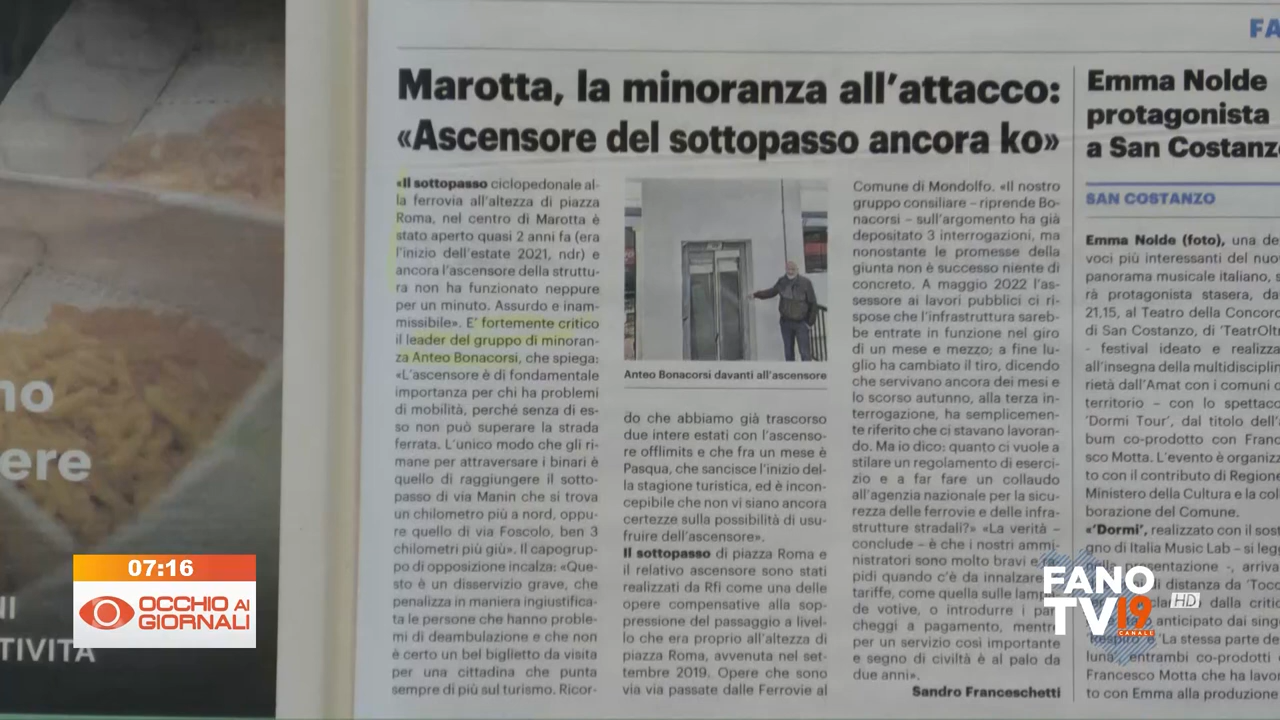 FA
Marotta, la minoranza all'attacco:
«Ascensore del sottopasso ancora ko»
«Il sottopasso ciclopedonale al-
la ferrovia all'altezza di piazza
Roma, nel centro di Marotta è
stato aperto quasi 2 anni fa (era
l'inizio dell'estate 2021, ndr) e
ancora l'ascensore della struttu-
ra non ha funzionato neppure
per un minuto. Assurdo e inam-
missibile». E' fortemente critico
il leader del gruppo di minoran-
za Anteo Bonacorsi, che spiega:
«L'ascensore è di fondamentale
importanza per chi ha problemi
di mobilità, perché senza di es-
so non può superare la strada
ferrata. L'unico modo che gli ri-
mane per attraversare i binari è
quello di raggiungere il sotto-
passo di via Manin che si trova
un chilometro più a nord, oppu-
re quello di via Foscolo, ben 3
chilometri più giù». Il capogrup-
po di opposizione incalza: «Que-
sto è un disservizio grave, che
penalizza in maniera ingiustifica-
ta le persone che hanno proble-
mi di deambulazione e che non
è certo un bel biglietto da visita
per una cittadina che punta
sempre di più sul turismo. Ricor-
Anteo Bonacorsi davanti all'ascensore
do che abbiamo già trascorso
due intere estati con l'ascenso-
re offlimits e che fra un mese è
Pasqua, che sancisce l'inizio del-
la stagione turistica, ed è incon-
cepibile che non vi siano ancora
certezze sulla possibilità di usu-
fruire dell'ascensore».
Il sottopasso di piazza Roma e
il relativo ascensore sono stati
realizzati da Rfi come una delle
opere compensative alla sop-
pressione del passaggio a livel-
lo che era proprio all'altezza di
piazza Roma, avvenuta nel set-
tembre 2019. Opere che sono
via via passate dalle Ferrovie al
Comune di Mondolfo. «Il nostro
gruppo consiliare – riprende Bo-
nacorsi – sull'argomento ha già
depositato 3 interrogazioni, ma
nonostante le promesse della
giunta non è successo niente di
concreto. A maggio 2022 l'as-
sessore ai lavori pubblici ci ri-
spose che l'infrastruttura sareb-
be entrata in funzione nel giro
di un mese e mezzo; a fine lu-
glio ha cambiato il tiro, dicendo
che servivano ancora dei mesi e
lo scorso autunno, alla terza in-
terrogazione, ha semplicemen-
te riferito che ci stavano lavoran-
do. Ma io dico: quanto ci vuole a
stilare un regolamento di eserci-
zio e a far fare un collaudo
all'agenzia nazionale per la sicu-
rezza delle ferrovie e delle infra-
strutture stradali?» «La verità –
conclude – è che i nostri ammi-
nistratori sono molto bravi e
pidi quando c'è da innalzare
tariffe, come quella sulle lamp
de votive, o introdurre i par
cheggi a pagamento, mentre
per un servizio così importante
e segno di civiltà è al palo da
due anni».
Sandro Franceschetti
Emma Nolde
protagonista
a San Costanzo
SAN COSTANZO
Emma Nolde (foto), una de
voci più interessanti del nuo
panorama musicale italiano, s
rà protagonista stasera, da
21.15, al Teatro della Concor
di San Costanzo, di 'TeatrOlt
- festival ideato e realizza
all'insegna della multidisciplin
rietà dall'Amat con i comuni d
territorio – con lo spettacc
'Dormi Tour', dal titolo dell'a
bum co-prodotto con Franc
sco Motta. L'evento è organizz
to con il contributo di Regione
Ministero della Cultura e la col
borazione del Comune.
«'Dormi', realizzato con il sost
gno di Italia Music Lab – si leg
presentazione -, arriva
di distanza da 'Tocc
dalla critic
anticipato dai sing
'Respiro' e 'La stessa parte de
luna', entrambi co-prodotti
Francesco Motta che ha lavor
to con Emma alla produzione
no
ere
NI
TIVITÀ
07:16
OCCHIO AI
GIORNALI
FANO
TV19 HD
CANALE